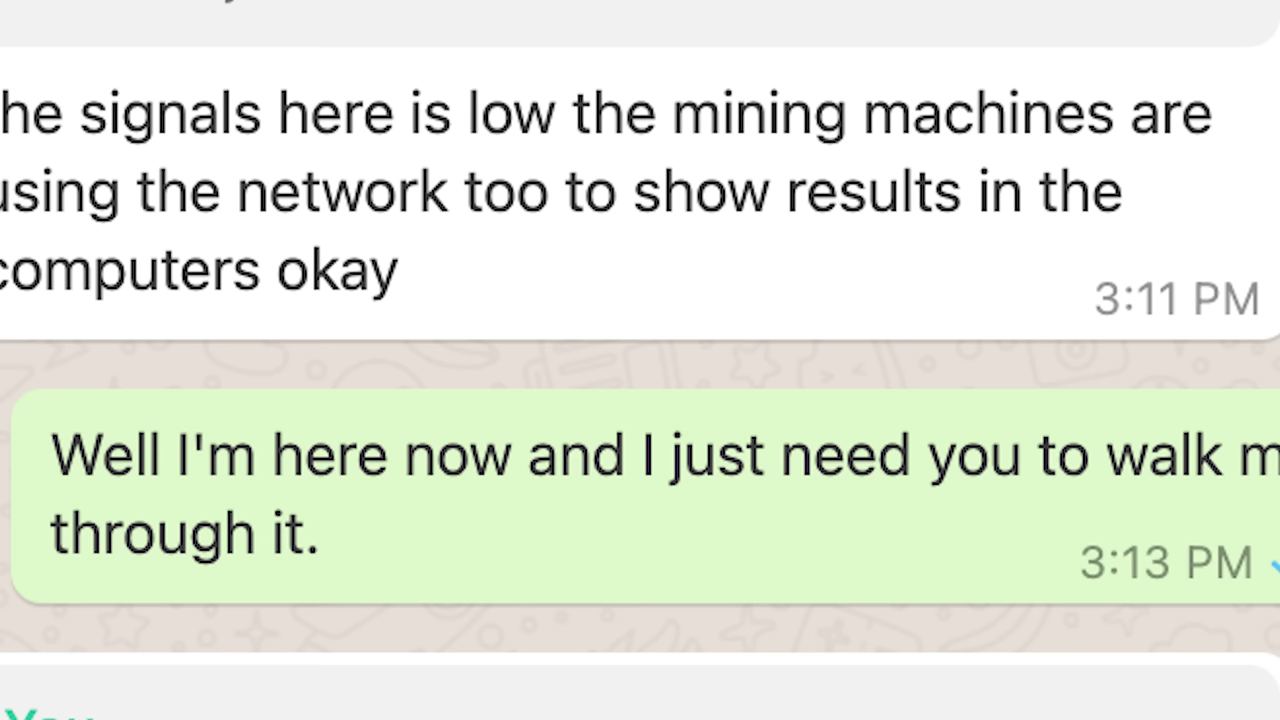 he signals here is low the mining machines are
using the network too to show results in the
computers okay
3:11 PM
Well I'm here now and I just need you to walk m
through it.
3:13 PM
You